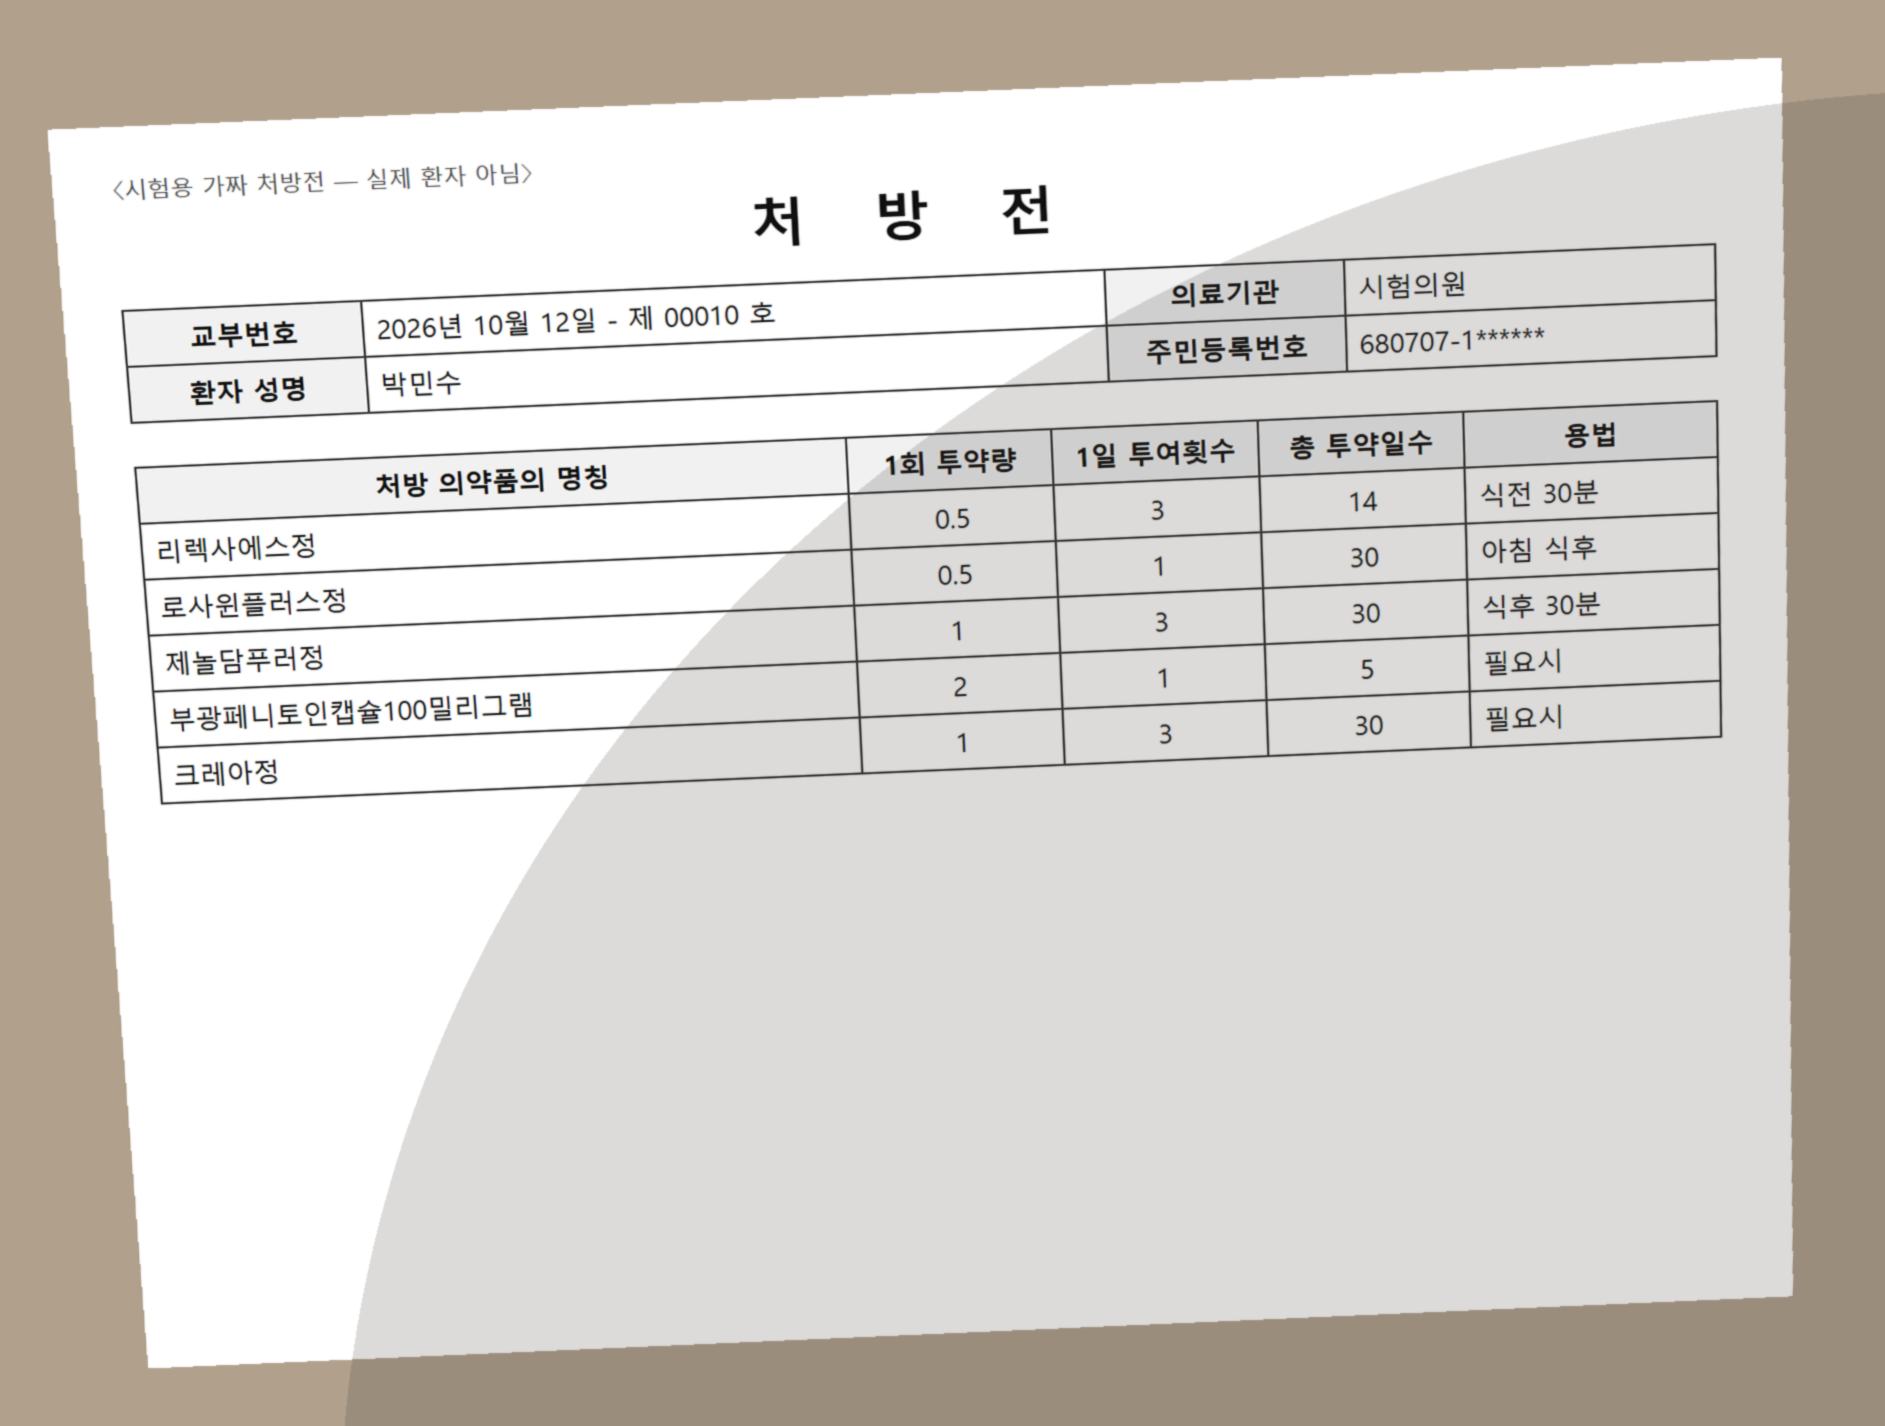 <시험용 가짜 처방전 — 실제 환자 아님>
처 방 전
교부번호 2026년 10월 12일 - 제 00010 호 의료기관 시험의원
환자 성명 박민수 주민등록번호 680707-1******
처방 의약품의 명칭 1회 투약량 1일 투여횟수 총 투약일수 용법
리렉사에스정 0.5 3 14 식전 30분
로사윈플러스정 0.5 1 30 아침 식후
제놀담푸러정 1 3 30 식후 30분
부광페니토인캡슐100밀리그램 2 1 5 필요시
크레아정 1 3 30 필요시